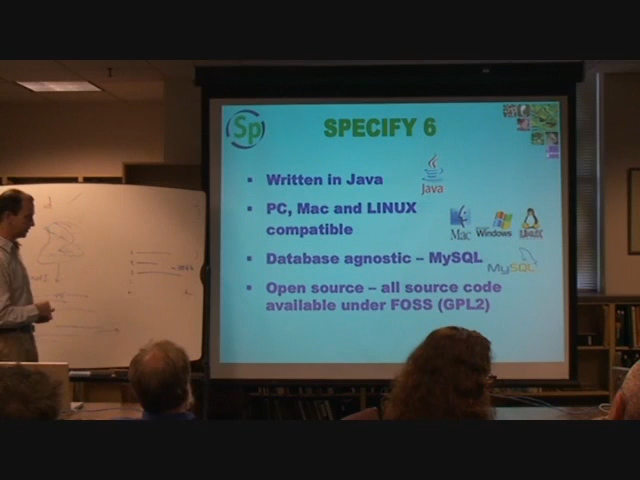 Sp
SPECIFY 6
Written in Java
Java
PC, Mac and LINUX
compatible
Mac
Windows
LINUX
Database agnostic – MySQL
MySQL
Open source – all source code
available under FOSS (GPL2)